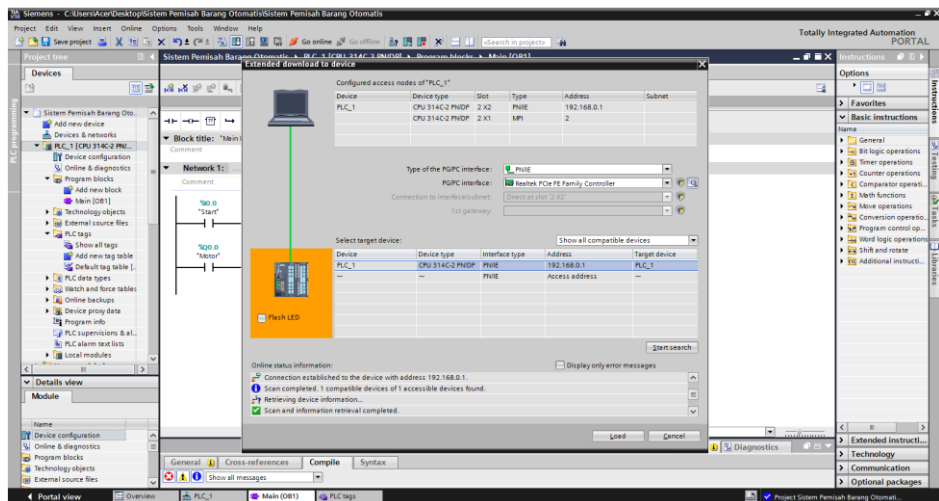 Siemens - C:\Users\Acer\Desktop\Sistem Pemisah Barang Otomatis\Sistem Pemisah Barang Otomatis
Project Edit View Insert Online Options Tools Window Help
Totally Integrated Automation
PORTAL
Save project
Go online
Go offline
<Search in project>
Project tree
Sistem Pemisah Barang Otomatis
PLC_1 [CPU 314C-2 PN/DP]
Program blocks
Main [OB1]
Instructions
Devices
Options
PLC programming
Sistem Pemisah Barang Oto..
Add new device
Devices & networks
PLC_1 [CPU 314C-2 PN/...
Device configuration
Online & diagnostics
Program blocks
Add new block
Main [OB1]
Technology objects
External source files
PLC tags
Show all tags
Add new tag table
Default tag table [..
PLC data types
Watch and force tables
Online backups
Device proxy data
Program info
PLC supervisions & al..
PLC alarm text lists
Local modules
Details view
Module
Name
Device configuration
Online & diagnostics
Program blocks
Technology objects
External source files
Block title: "Main
Comment
Network 1:
Comment
%I0.0
"Start"
%Q0.0
"Motor"
Extended download to device
Configured access nodes of "PLC_1"
Device Device type Slot Type Address Subnet
PLC_1 CPU 314C-2 PN/DP 2 X2 PN/IE 192.168.0.1
CPU 314C-2 PN/DP 2 X1 MPI 2
Type of the PG/PC interface: PN/IE
PG/PC interface: Realtek PCIe FE Family Controller
Connection to interface/subnet: Direct at slot '2 X2'
1st gateway:
Select target device: Show all compatible devices
Device Device type Interface type Address Target device
PLC_1 CPU 314C-2 PN/DP PN/IE 192.168.0.1 PLC_1
— — PN/IE Access address —
Flash LED
Start search
Online status information: Display only error messages
Connection established to the device with address 192.168.0.1.
Scan completed. 1 compatible devices of 1 accessible devices found.
Retrieving device information...
Scan and information retrieval completed.
Load Cancel
Favorites
Basic instructions
Name
General
Bit logic operations
Timer operations
Counter operations
Comparator operati...
Math functions
Move operations
Conversion operatio..
Program control op...
Word logic operations
Shift and rotate
Additional instructi...
Extended instructi...
Technology
Communication
Optional packages
Instructions
Testing
Tasks
Libraries
Diagnostics
General Cross-references Compile Syntax
Show all messages
Portal view Overview PLC_1 Main (OB1) PLC tags
Project Sistem Pemisah Barang Otomati...